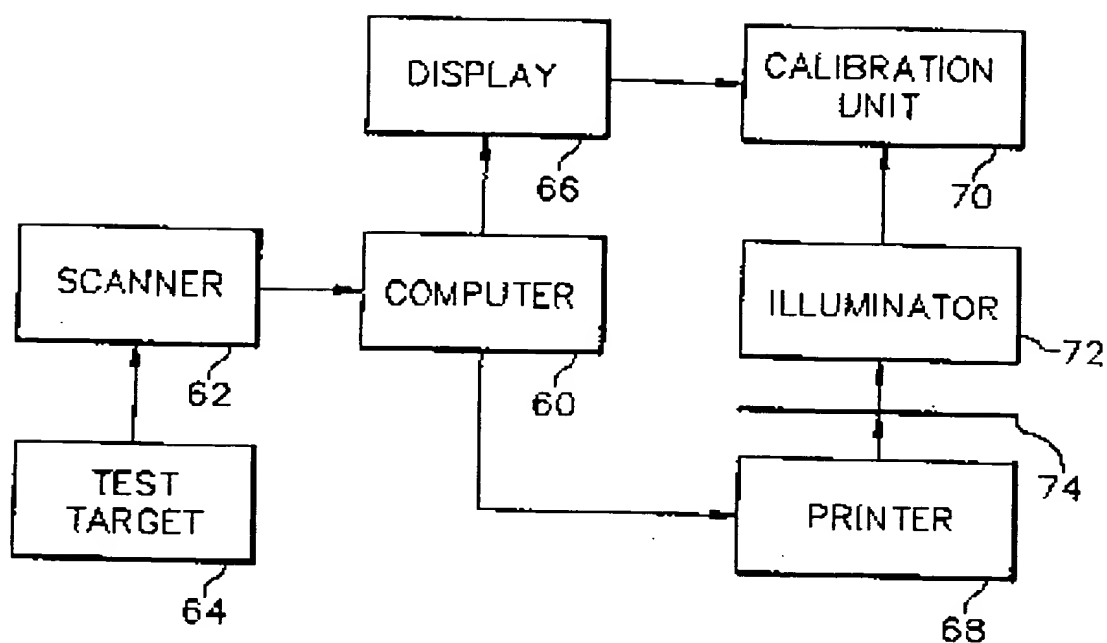 DISPLAY
66
CALIBRATION
UNIT
70
SCANNER
62
COMPUTER
60
ILLUMINATOR
72
TEST
TARGET
64
74
PRINTER
68